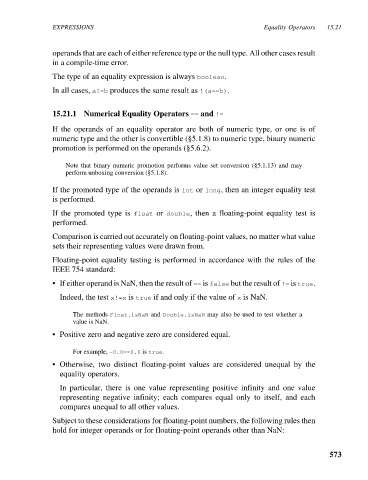 EXPRESSIONS Equality Operators 15.21
operands that are each of either reference type or the null type. All other cases result
in a compile-time error.
The type of an equality expression is always boolean.
In all cases, a!=b produces the same result as !(a==b).
15.21.1 Numerical Equality Operators == and !=
If the operands of an equality operator are both of numeric type, or one is of
numeric type and the other is convertible (§5.1.8) to numeric type, binary numeric
promotion is performed on the operands (§5.6.2).
Note that binary numeric promotion performs value set conversion (§5.1.13) and may
perform unboxing conversion (§5.1.8).
If the promoted type of the operands is int or long, then an integer equality test
is performed.
If the promoted type is float or double, then a floating-point equality test is
performed.
Comparison is carried out accurately on floating-point values, no matter what value
sets their representing values were drawn from.
Floating-point equality testing is performed in accordance with the rules of the
IEEE 754 standard:
• If either operand is NaN, then the result of == is false but the result of != is true.
Indeed, the test x!=x is true if and only if the value of x is NaN.
The methods Float.isNaN and Double.isNaN may also be used to test whether a
value is NaN.
• Positive zero and negative zero are considered equal.
For example, -0.0==0.0 is true.
• Otherwise, two distinct floating-point values are considered unequal by the
equality operators.
In particular, there is one value representing positive infinity and one value
representing negative infinity; each compares equal only to itself, and each
compares unequal to all other values.
Subject to these considerations for floating-point numbers, the following rules then
hold for integer operands or for floating-point operands other than NaN:
573